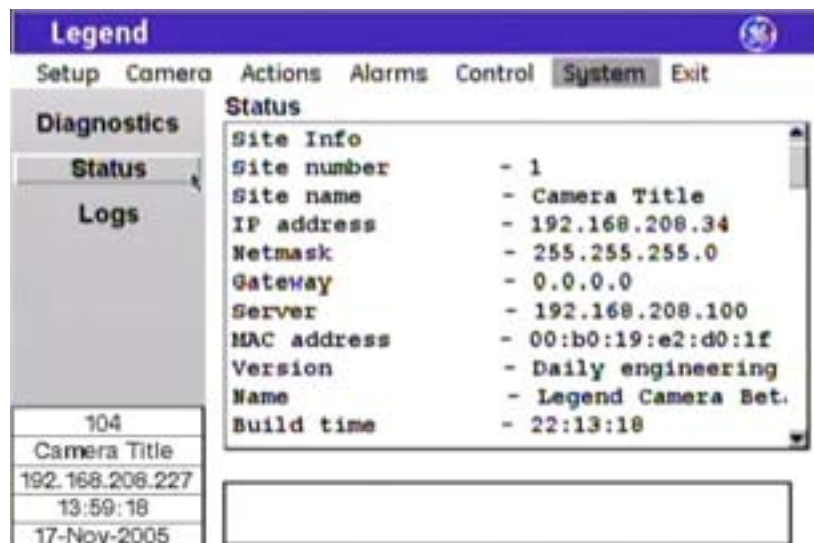 Legend
Setup Camera Actions Alarms Control System Exit
Diagnostics
Status
Logs
Status
Site Info
Site number - 1
Site name - Camera Title
IP address - 192.168.208.34
Netmask - 255.255.255.0
Gateway - 0.0.0.0
Server - 192.168.208.100
MAC address - 00:b0:19:e2:d0:1f
Version - Daily engineering
Name - Legend Camera Bet
Build time - 22:13:18
104
Camera Title
192.168.208.227
13:59:18
17-Nov-2005